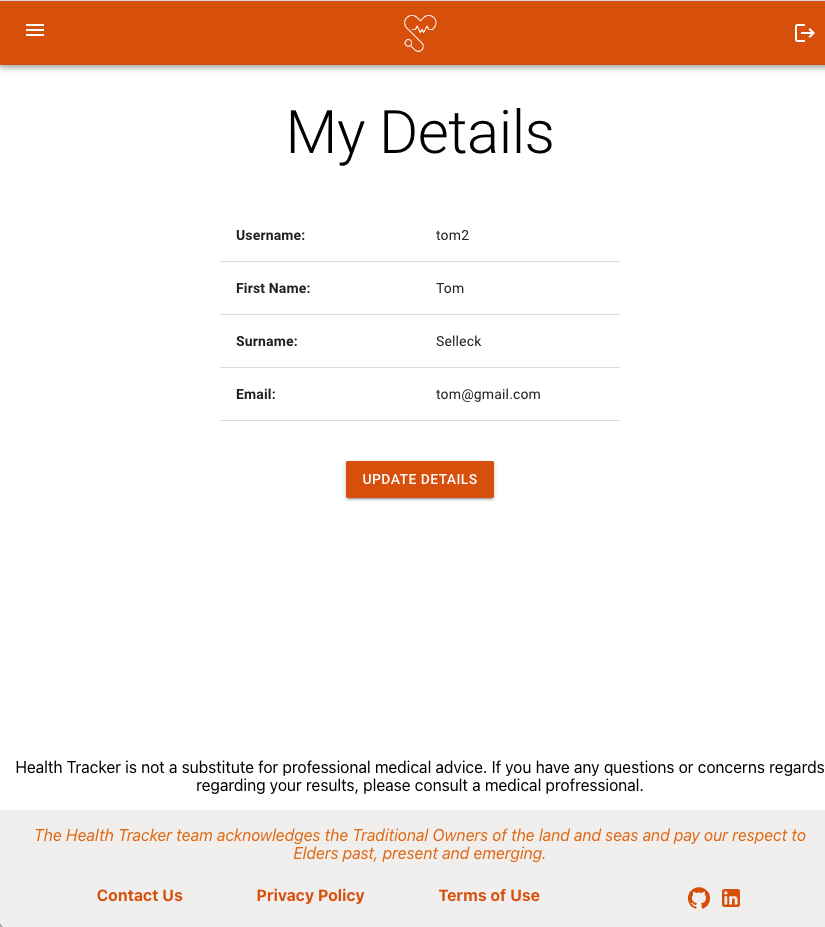 My Details
Username: tom2
First Name: Tom
Surname: Selleck
Email: tom@gmail.com
UPDATE DETAILS
Health Tracker is not a substitute for professional medical advice. If you have any questions or concerns regards
regarding your results, please consult a medical profressional.
The Health Tracker team acknowledges the Traditional Owners of the land and seas and pay our respect to
Elders past, present and emerging.
Contact Us Privacy Policy Terms of Use